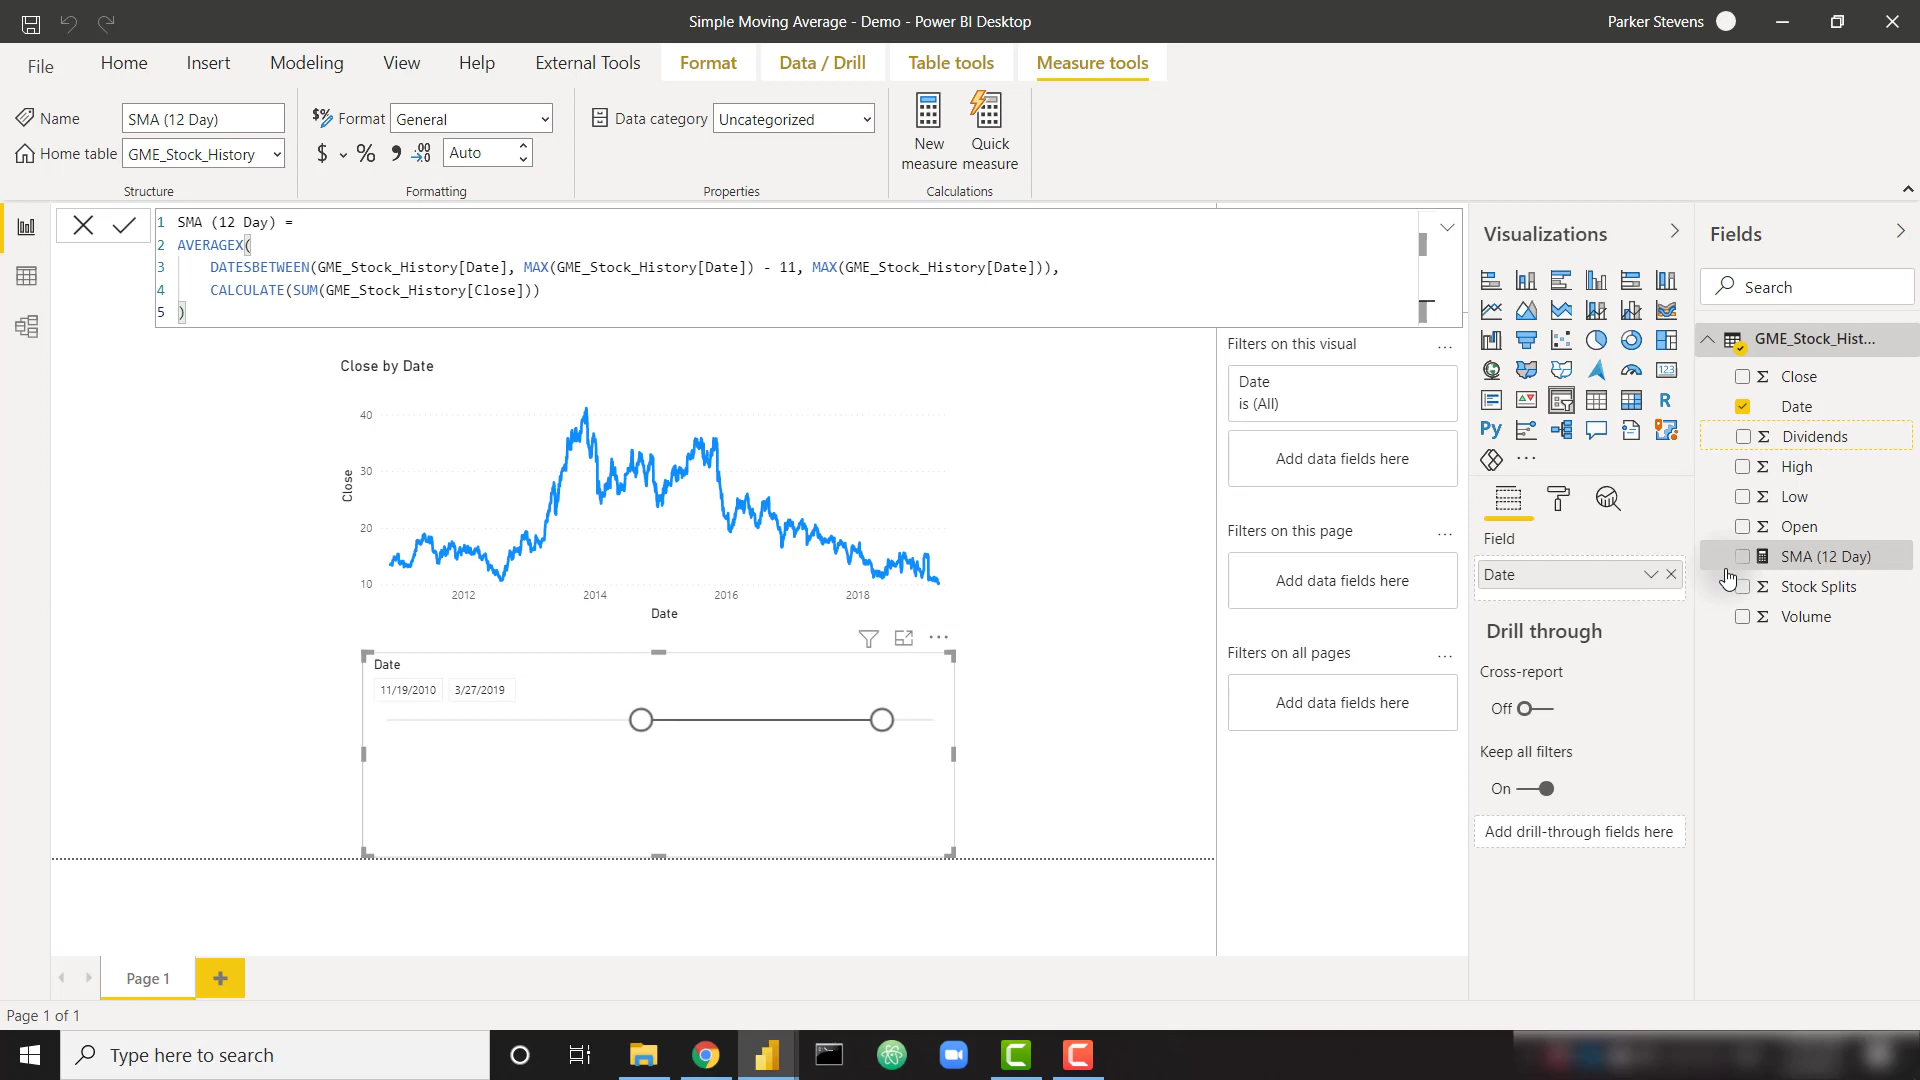 Simple Moving Average - Demo - Power BI Desktop
Parker Stevens
File
Home
Insert
Modeling
View
Help
External Tools
Format
Data / Drill
Table tools
Measure tools
Name
SMA (12 Day)
Home table
GME_Stock_History
Structure
$% Format
General
$ % , .00
Auto
Formatting
Data category
Uncategorized
Properties
New measure
Quick measure
Calculations
1 SMA (12 Day) =
2 AVERAGEX(
3 DATESBETWEEN(GME_Stock_History[Date], MAX(GME_Stock_History[Date]) - 11, MAX(GME_Stock_History[Date])),
4 CALCULATE(SUM(GME_Stock_History[Close]))
5 )
Close by Date
40
30
20
10
Close
2012
2014
2016
2018
Date
Date
11/19/2010
3/27/2019
Filters on this visual
...
Date
is (All)
Add data fields here
Filters on this page
...
Add data fields here
Filters on all pages
...
Add data fields here
Visualizations
123
R
Py
...
Field
Date
Drill through
Cross-report
Off
Keep all filters
On
Add drill-through fields here
Fields
Search
GME_Stock_Hist...
Σ Close
Date
Σ Dividends
Σ High
Σ Low
Σ Open
SMA (12 Day)
Σ Stock Splits
Σ Volume
Page 1
+
Page 1 of 1
Type here to search